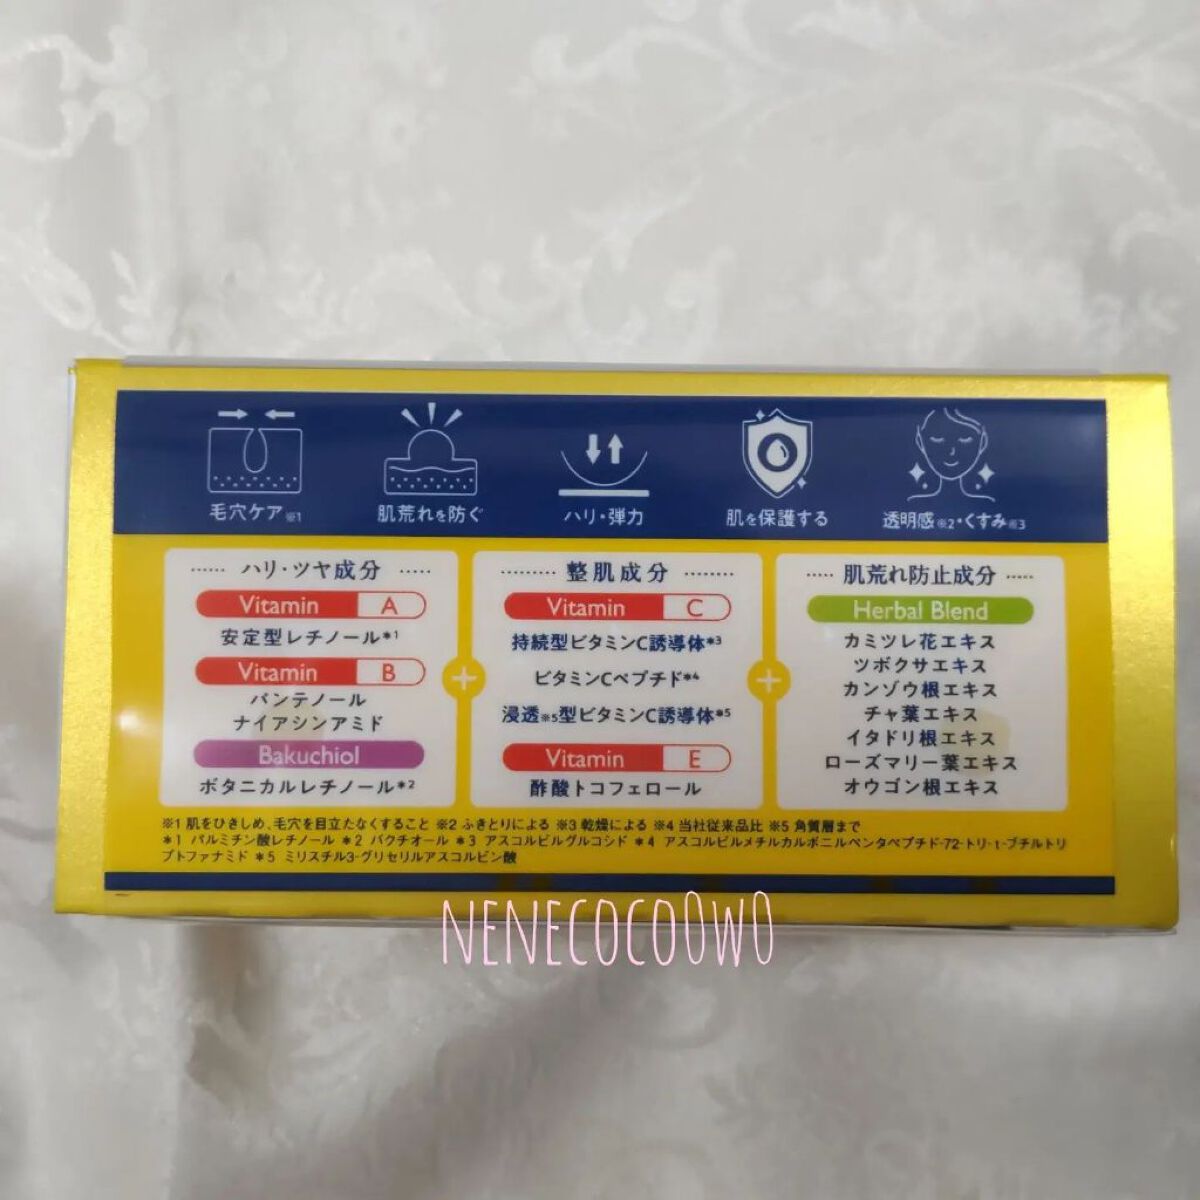 毛穴ケア※1
肌荒れを防ぐ
ハリ・弾力
肌を保護する
透明感※2・くすみ※3
ハリ・ツヤ成分
Vitamin A
安定型レチノール*1
Vitamin B
パンテノール
ナイアシンアミド
Bakuchiol
ボタニカルレチノール*2
+
整肌成分
Vitamin C
持続型ビタミンC誘導体*3
ビタミンCペプチド*4
浸透※5型ビタミンC誘導体*5
Vitamin E
酢酸トコフェロール
+
肌荒れ防止成分
Herbal Blend
カミツレ花エキス
ツボクサエキス
カンゾウ根エキス
チャ葉エキス
イタドリ根エキス
ローズマリー葉エキス
オウゴン根エキス
※1 肌をひきしめ、毛穴を目立たなくすること ※2 ふきとりによる ※3 乾燥による ※4 当社従来品比 ※5 角質層まで
*1 パルミチン酸レチノール *2 バクチオール *3 アスコルビルグルコシド *4 アスコルビルメチルカルボニルペンタペプチド-72-トリ-t-ブチルトリ
プトファナミド *5 ミリスチル3-グリセリルアスコルビン酸
NENECOCO0W0